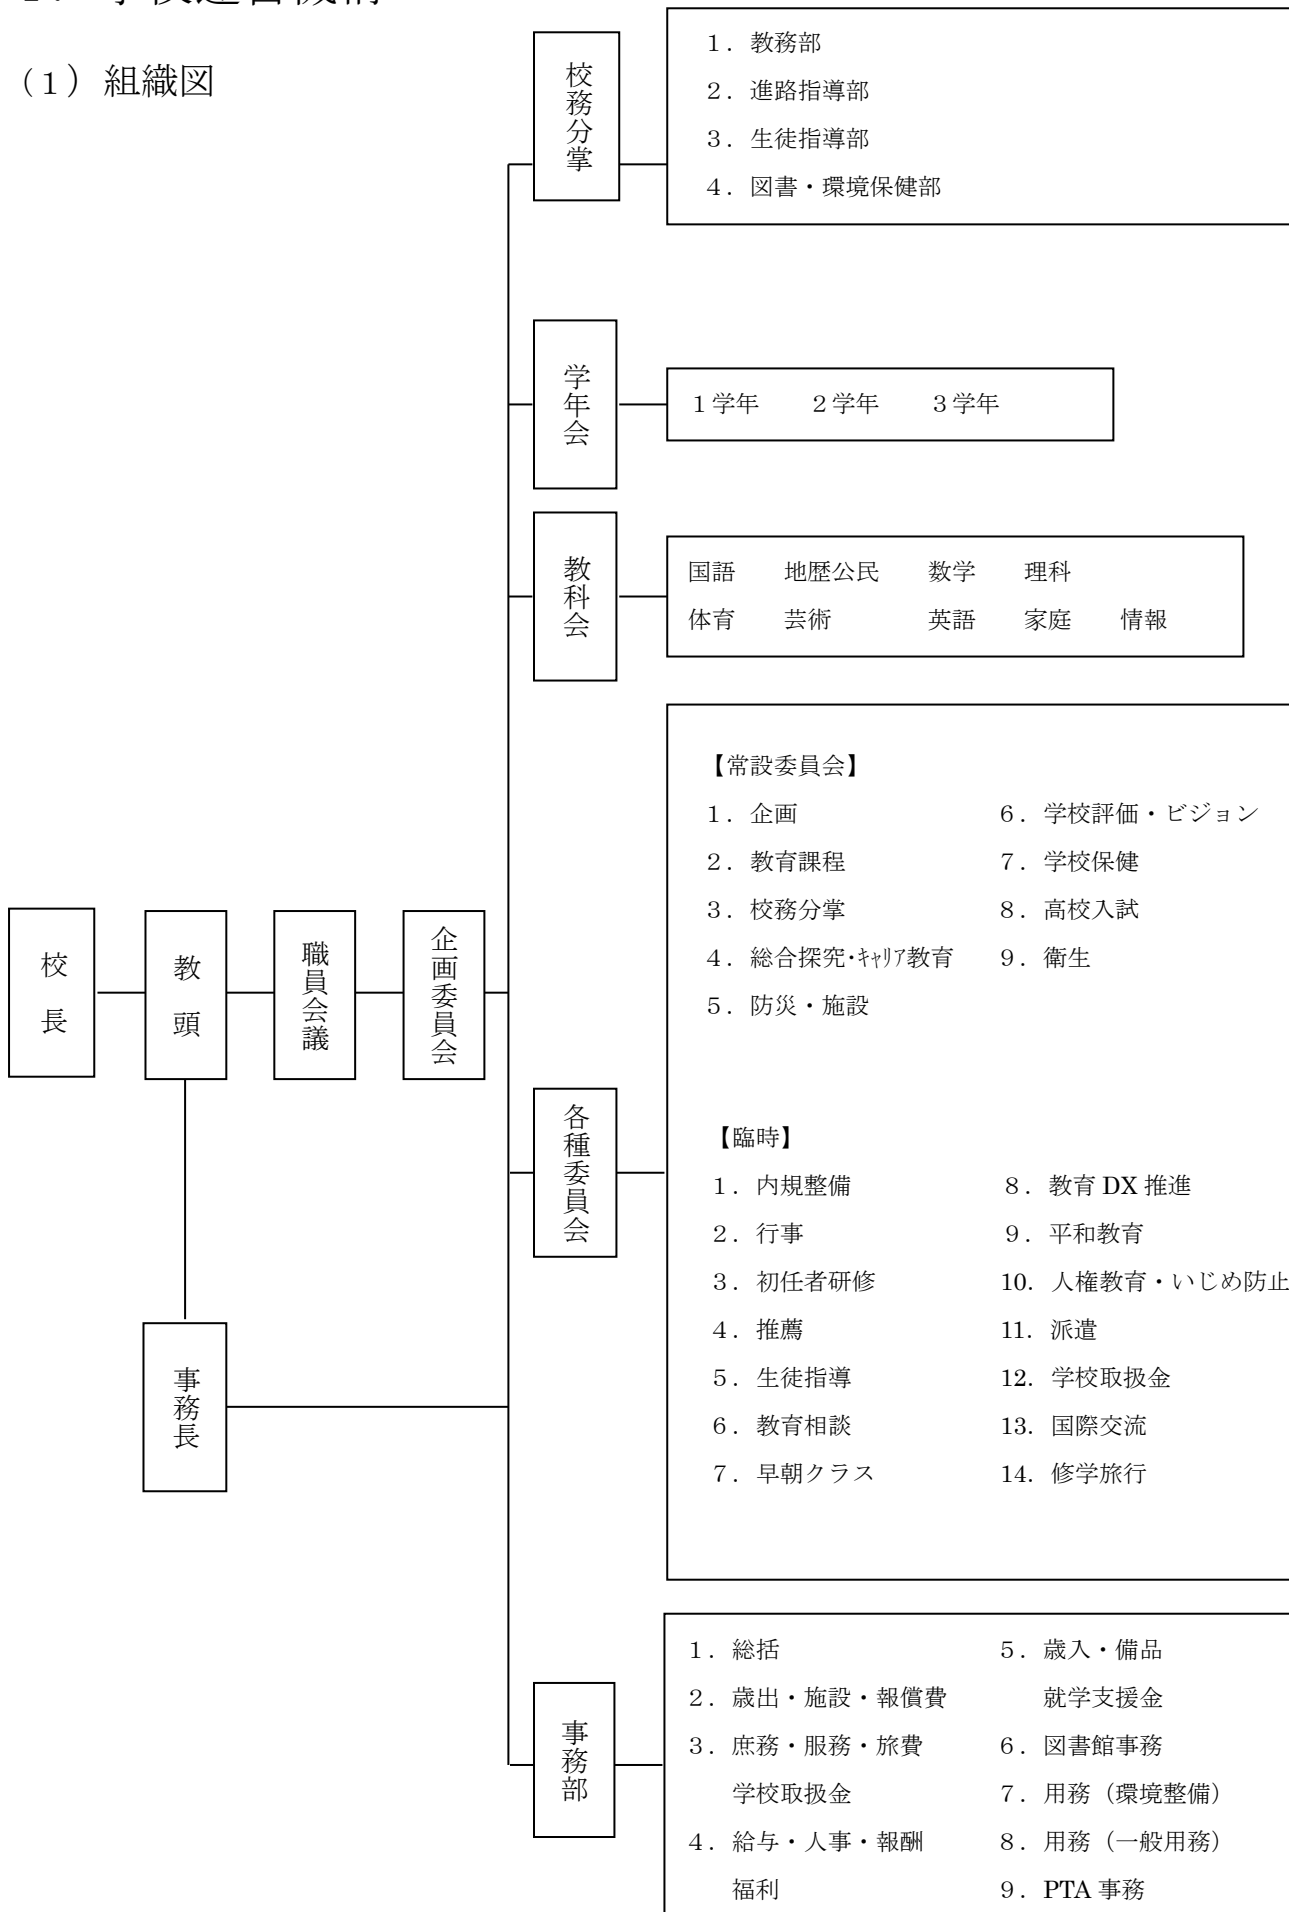 (１）組織図
校務分掌
１．教務部
２．進路指導部
３．生徒指導部
４．図書・環境保健部
学年会
１学年　２学年　３学年
教科会
国語　地歴公民　数学　理科
体育　芸術　英語　家庭　情報
校長
教頭
職員会議
企画委員会
事務長
各種委員会
【常設委員会】
１．企画　６．学校評価・ビジョン
２．教育課程　７．学校保健
３．校務分掌　８．高校入試
４．総合探究・ｷｬﾘｱ教育　９．衛生
５．防災・施設
【臨時】
１．内規整備　８．教育 DX 推進
２．行事　９．平和教育
３．初任者研修　10．人権教育・いじめ防止
４．推薦　11．派遣
５．生徒指導　12．学校取扱金
６．教育相談　13．国際交流
７．早朝クラス　14．修学旅行
事務部
１．総括　５．歳入・備品
２．歳出・施設・報償費　就学支援金
３．庶務・服務・旅費　６．図書館事務
学校取扱金　７．用務（環境整備）
４．給与・人事・報酬　８．用務（一般用務）
福利　９．PTA 事務